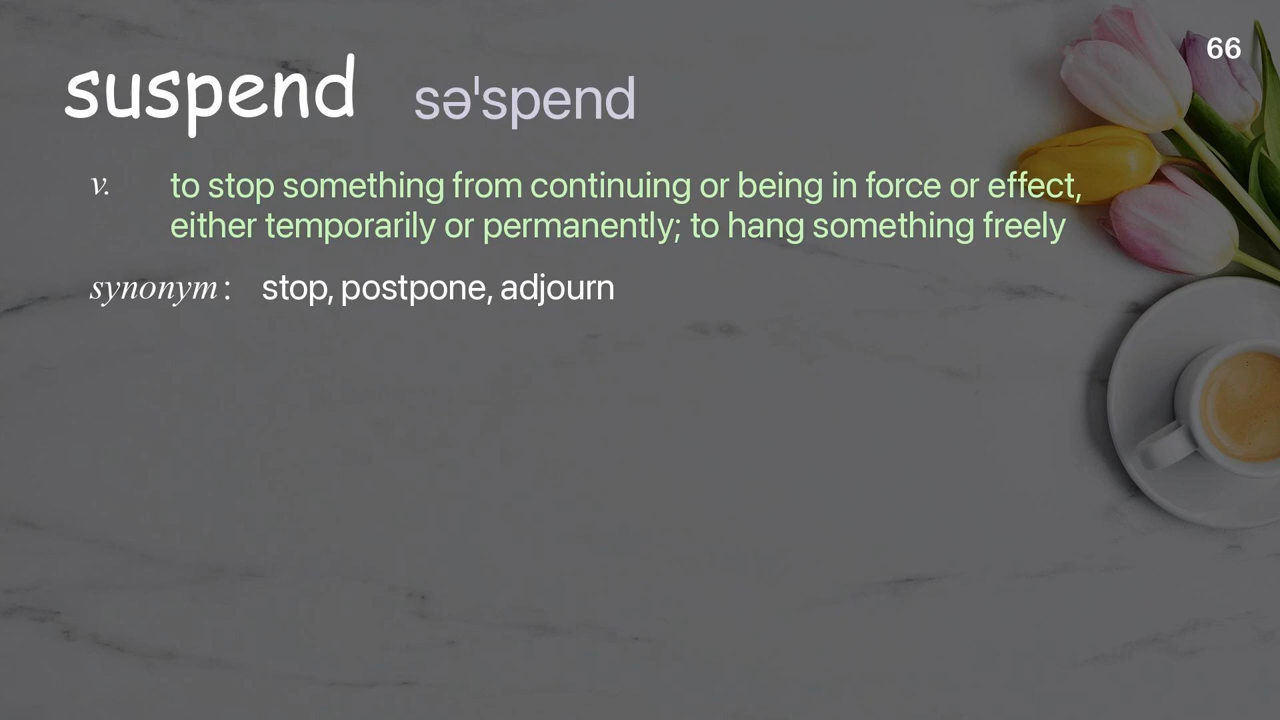 66
suspend səˈspend
v. to stop something from continuing or being in force or effect,
either temporarily or permanently; to hang something freely
synonym : stop, postpone, adjourn